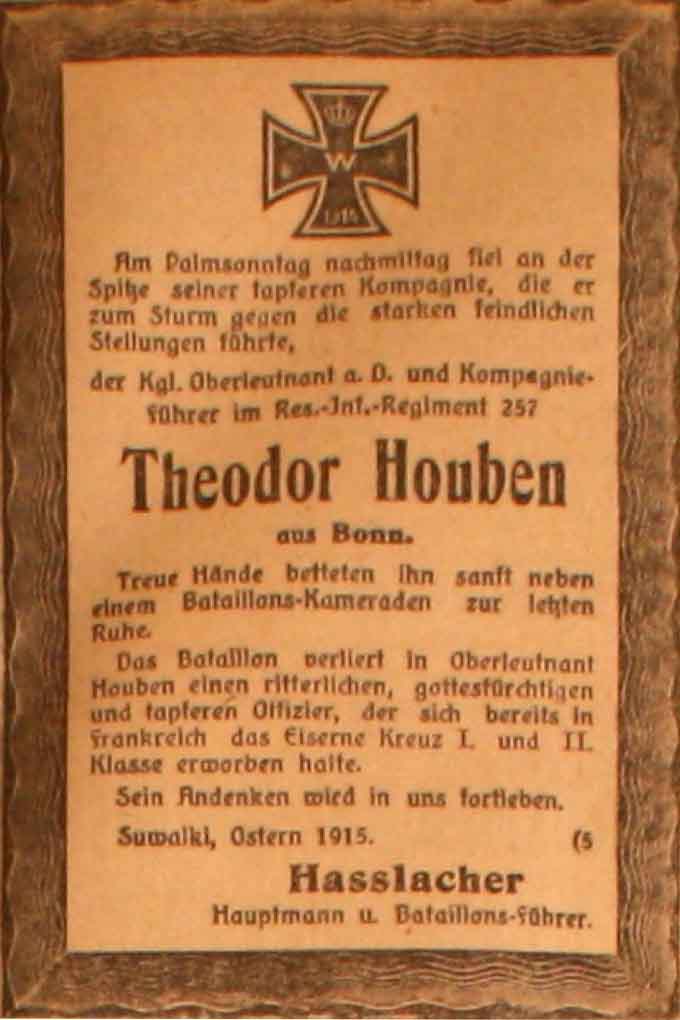 W
1914
Am Palmsonntag nachmittag fiel an der
Spitze seiner tapferen Kompagnie, die er
zum Sturm gegen die starken feindlichen
Stellungen führte,
der Kgl. Oberleutnant a. D. und Kompagnie-
führer im Res.-Inf.-Regiment 257
Theodor Houben
aus Bonn.
Treue Hände betteten ihn sanft neben
einem Bataillons-Kameraden zur letzten
Ruhe.
Das Bataillon verliert in Oberleutnant
Houben einen ritterlichen, gottesfürchtigen
und tapferen Offizier, der sich bereits in
Frankreich das Eiserne Kreuz I. und II.
Klasse erworben hatte.
Sein Andenken wird in uns fortleben.
Suwalki, Ostern 1915. (5
Hasslacher
Hauptmann u. Bataillons-Führer.